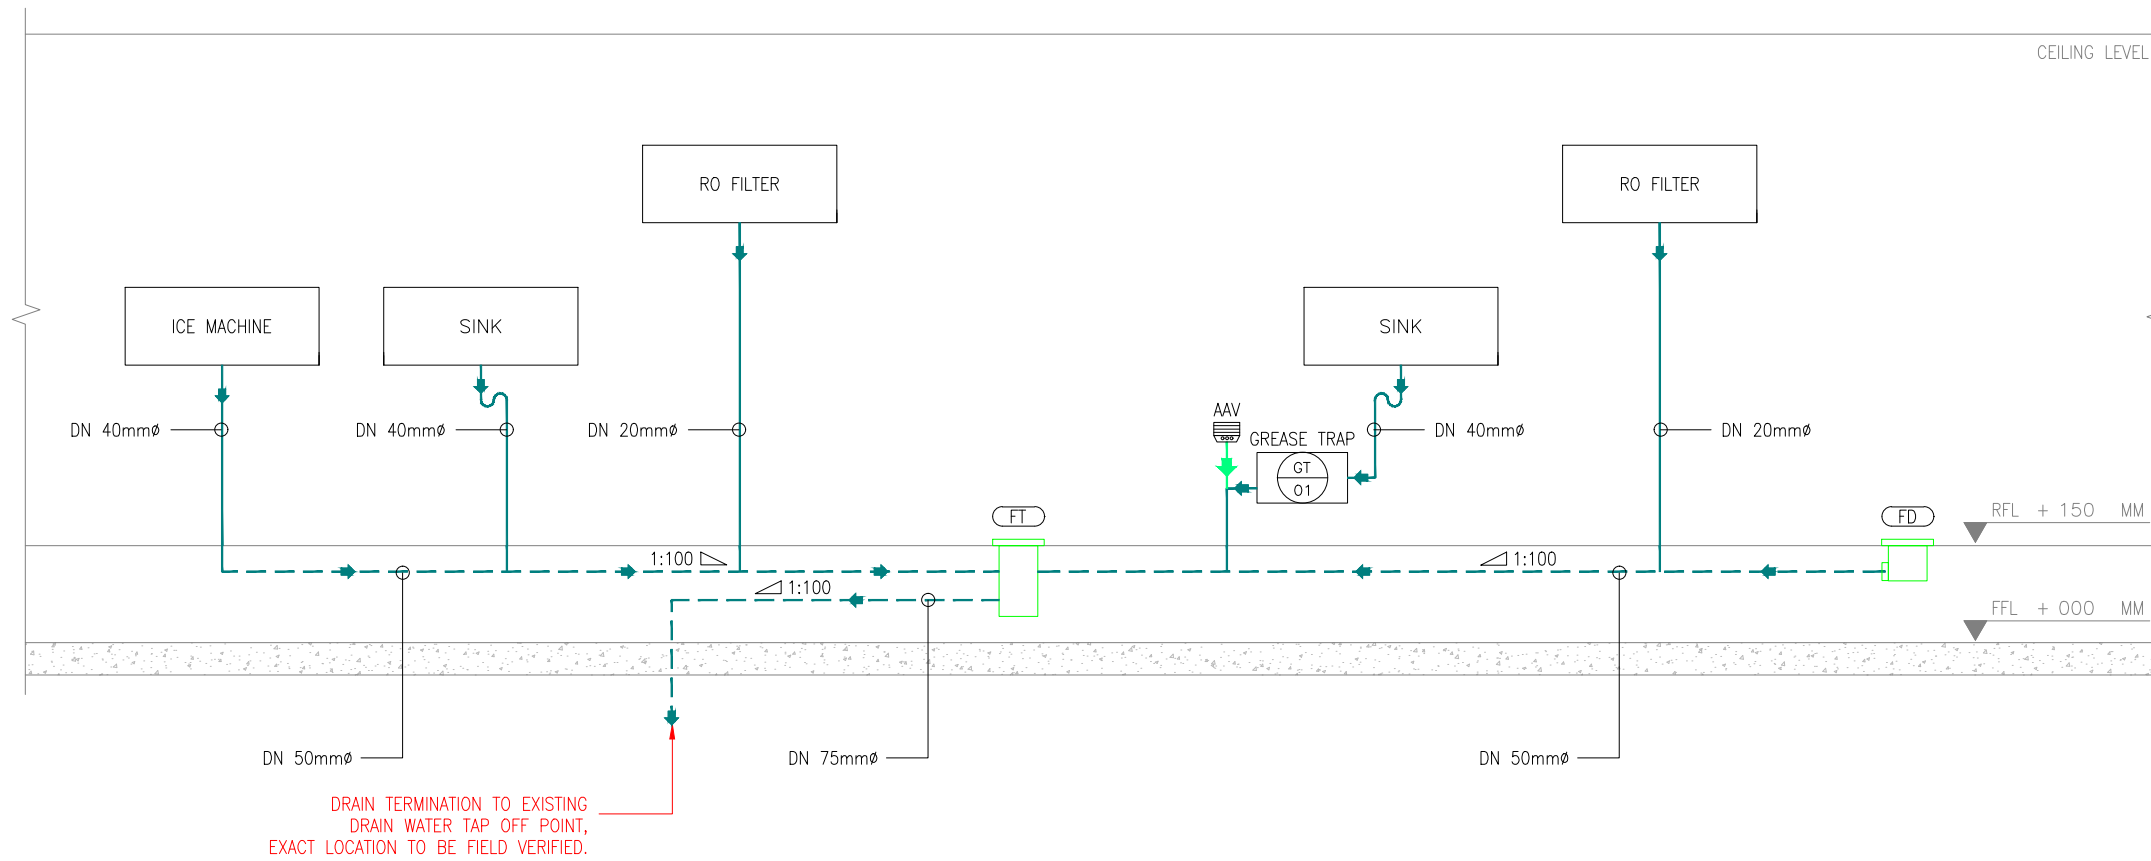 CEILING LEVEL
RO FILTER
RO FILTER
ICE MACHINE
SINK
SINK
AAV
DN 40mmø
DN 40mmø
DN 20mmø
GREASE TRAP
DN 40mmø
DN 20mmø
GT
01
FT
FD
RFL + 150 MM
1:100
1:100
1:100
FFL + 000 MM
DN 50mmø
DN 75mmø
DN 50mmø
DRAIN TERMINATION TO EXISTING
DRAIN WATER TAP OFF POINT,
EXACT LOCATION TO BE FIELD VERIFIED.